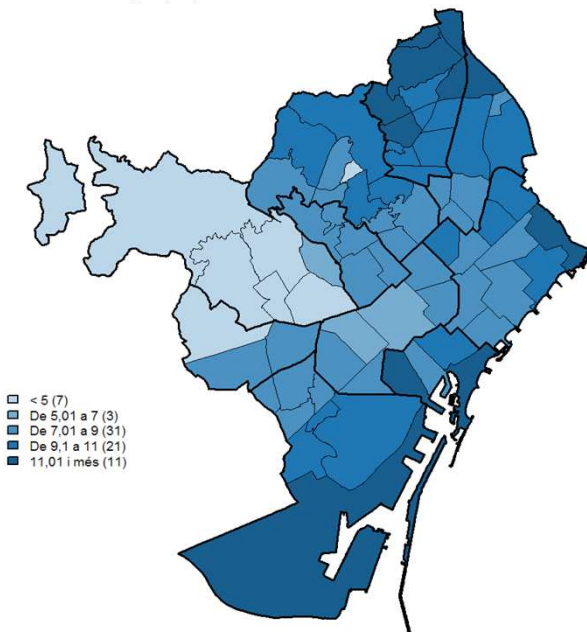 < 5 (7)
De 5,01 a 7 (3)
De 7,01 a 9 (31)
De 9,1 a 11 (21)
11,01 i més (11)